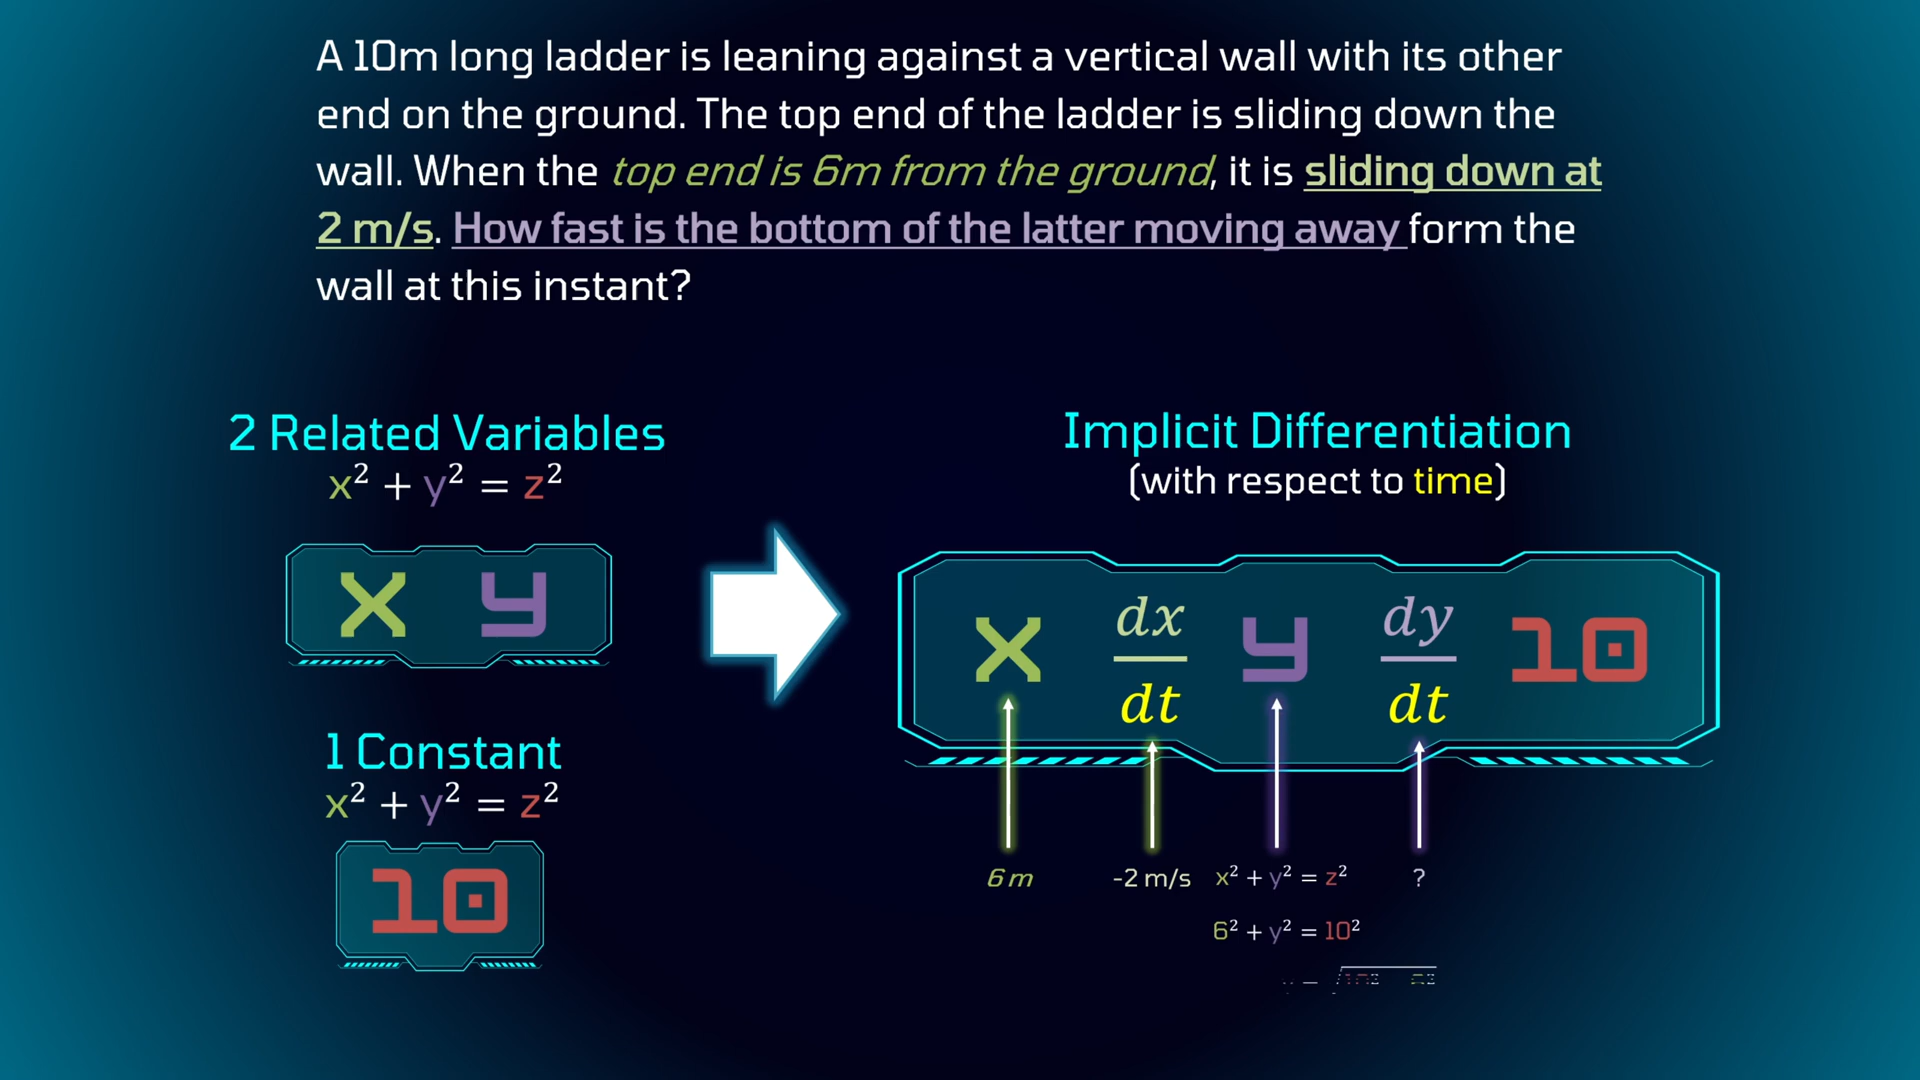 A 10m long ladder is leaning against a vertical wall with its other
end on the ground. The top end of the ladder is sliding down the
wall. When the top end is 6m from the ground, it is sliding down at
2 m/s. How fast is the bottom of the latter moving away form the
wall at this instant?
2 Related Variables
x² + y² = z²
x y
1 Constant
x² + y² = z²
10
Implicit Differentiation
(with respect to time)
x dx/dt y dy/dt 10
6 m -2 m/s x² + y² = z² ?
6² + y² = 10²